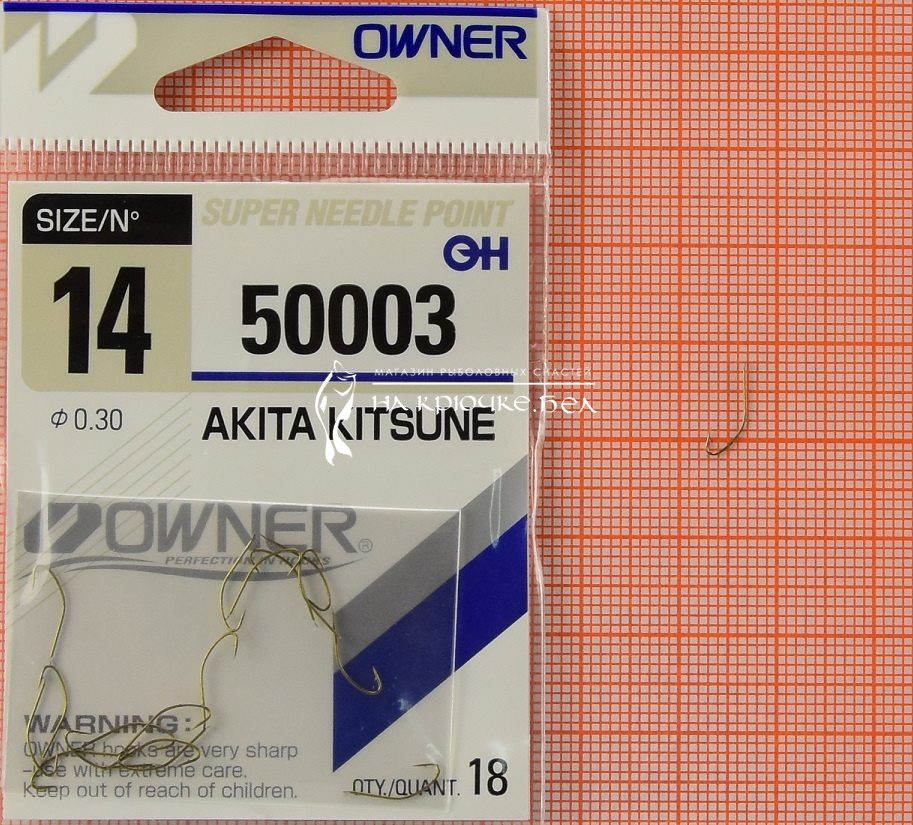 OWNER
SIZE/Nº
SUPER NEEDLE POINT
14
50003
МАГАЗИН РЫБОЛОВНЫХ СНАСТЕЙ
НА КРЮЧКЕ.БЕЛ
Ø 0.30
AKITA KITSUNE
OWNER®
PERFECTION IN HOOKS
WARNING:
OWNER hooks are very sharp
-use with extreme care.
Keep out of reach of children.
QTY./QUANT. 18